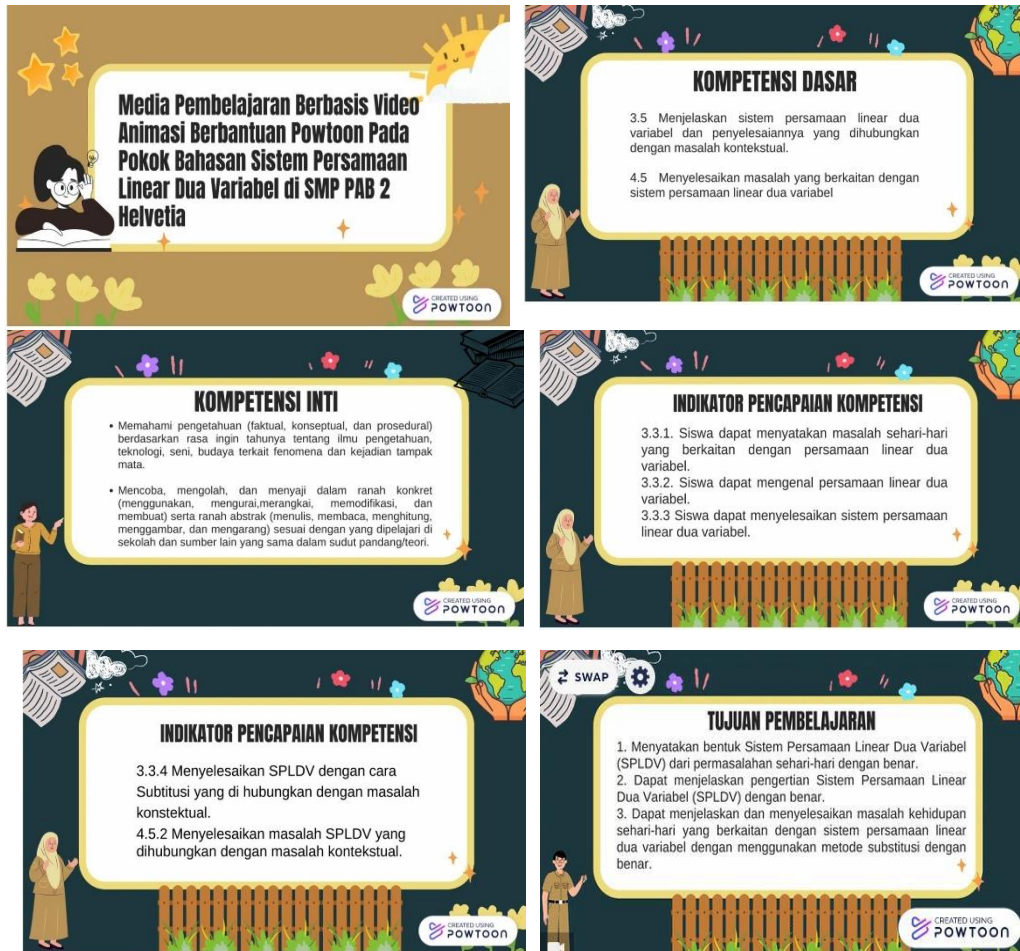 Media Pembelajaran Berbasis Video
Animasi Berbantuan Powtoon Pada
Pokok Bahasan Sistem Persamaan
Linear Dua Variabel di SMP PAB 2
Helvetia
CREATED USING
POWTOON
KOMPETENSI DASAR
3.5 Menjelaskan sistem persamaan linear dua
variabel dan penyelesaiannya yang dihubungkan
dengan masalah kontekstual.
4.5 Menyelesaikan masalah yang berkaitan dengan
sistem persamaan linear dua variabel
CREATED USING
POWTOON
KOMPETENSI INTI
• Memahami pengetahuan (faktual, konseptual, dan prosedural)
berdasarkan rasa ingin tahunya tentang ilmu pengetahuan,
teknologi, seni, budaya terkait fenomena dan kejadian tampak
mata.
• Mencoba, mengolah, dan menyaji dalam ranah konkret
(menggunakan, mengurai,merangkai, memodifikasi, dan
membuat) serta ranah abstrak (menulis, membaca, menghitung,
menggambar, dan mengarang) sesuai dengan yang dipelajari di
sekolah dan sumber lain yang sama dalam sudut pandang/teori.
CREATED USING
POWTOON
INDIKATOR PENCAPAIAN KOMPETENSI
3.3.1. Siswa dapat menyatakan masalah sehari-hari
yang berkaitan dengan persamaan linear dua
variabel.
3.3.2. Siswa dapat mengenal persamaan linear dua
variabel.
3.3.3 Siswa dapat menyelesaikan sistem persamaan
linear dua variabel.
CREATED USING
POWTOON
INDIKATOR PENCAPAIAN KOMPETENSI
3.3.4 Menyelesaikan SPLDV dengan cara
Subtitusi yang di hubungkan dengan masalah
konstektual.
4.5.2 Menyelesaikan masalah SPLDV yang
dihubungkan dengan masalah kontekstual.
CREATED USING
POWTOON
SWAP
TUJUAN PEMBELAJARAN
1. Menyatakan bentuk Sistem Persamaan Linear Dua Variabel
(SPLDV) dari permasalahan sehari-hari dengan benar.
2. Dapat menjelaskan pengertian Sistem Persamaan Linear
Dua Variabel (SPLDV) dengan benar.
3. Dapat menjelaskan dan menyelesaikan masalah kehidupan
sehari-hari yang berkaitan dengan sistem persamaan linear
dua variabel dengan menggunakan metode substitusi dengan
benar.
CREATED USING
POWTOON